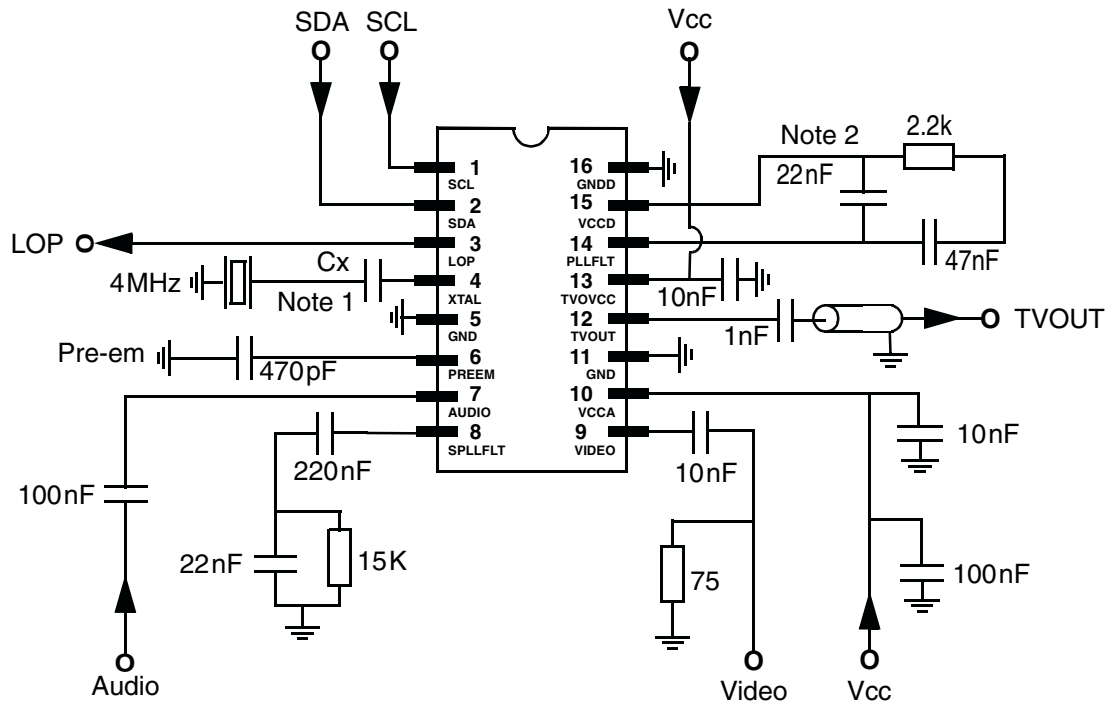 SDA SCL Vcc
Note 2 2.2k
1 16
SCL GNDD 22nF
2 15
SDA VCCD
LOP 3 14
LOP PLLFLT 47nF
4MHz Cx 4 13 10nF
Note 1 XTAL TVOVCC
5 12 1nF TVOUT
GND TVOUT
Pre-em 470pF 6 11
PREEM GND
7 10
AUDIO VCCA
8 9
SPLLFLT VIDEO
220nF 10nF 10nF
100nF
22nF 15K 75 100nF
Audio Video Vcc